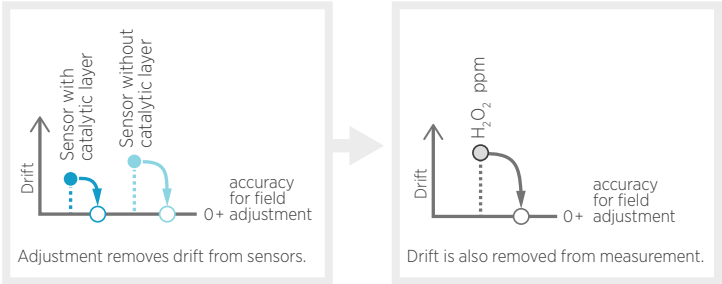 Drift
Sensor with
catalytic layer
Sensor without
catalytic layer
accuracy
for field
0+ adjustment
Adjustment removes drift from sensors.
Drift
H₂O₂ ppm
accuracy
for field
0+ adjustment
Drift is also removed from measurement.